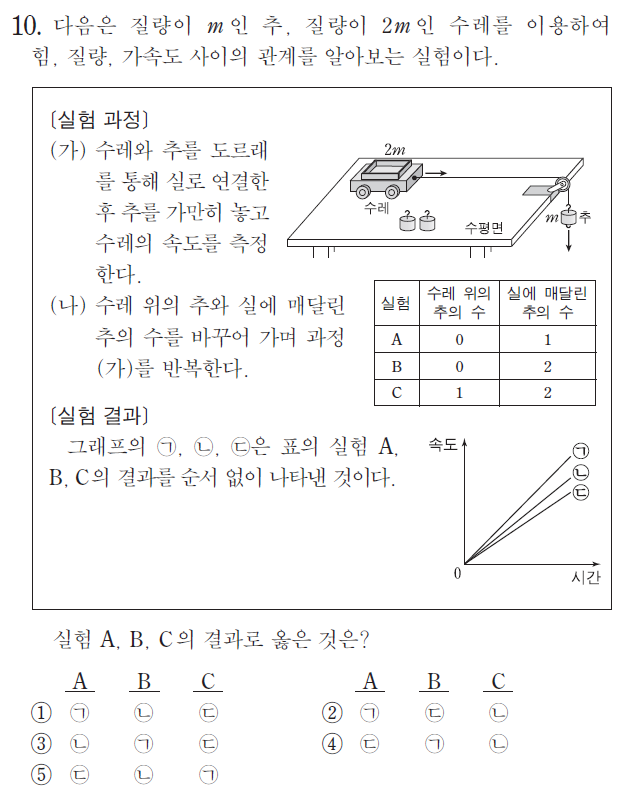 10. 다음은 질량이 m인 추, 질량이 2m인 수레를 이용하여
힘, 질량, 가속도 사이의 관계를 알아보는 실험이다.
〔실험 과정〕
(가) 수레와 추를 도르래
를 통해 실로 연결한
후 추를 가만히 놓고
수레의 속도를 측정
한다.
2m
수레
수평면
m 추
(나) 수레 위의 추와 실에 매달린
추의 수를 바꾸어 가며 과정
(가)를 반복한다.
실험 수레 위의 추의 수 실에 매달린 추의 수
A 0 1
B 0 2
C 1 2
〔실험 결과〕
그래프의 ㉠, ㉡, ㉢은 표의 실험 A,
B, C의 결과를 순서 없이 나타낸 것이다.
속도
㉠
㉡
㉢
0
시간
실험 A, B, C의 결과로 옳은 것은?
A B C A B C
① ㉠ ㉡ ㉢ ② ㉠ ㉢ ㉡
③ ㉡ ㉠ ㉢ ④ ㉢ ㉠ ㉡
⑤ ㉢ ㉡ ㉠